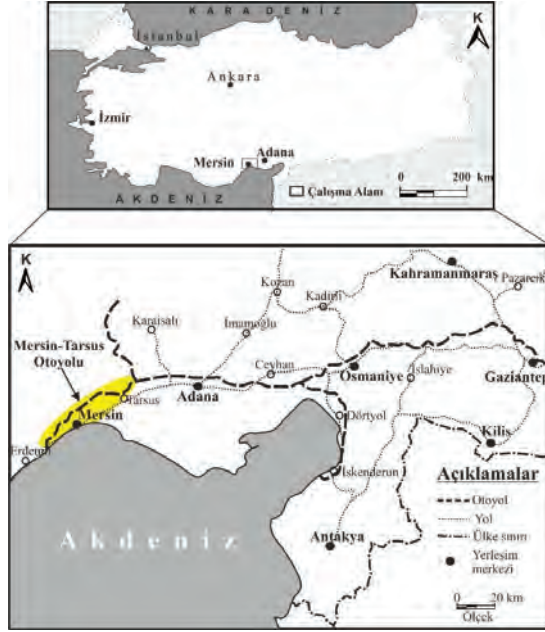 KARADENİZ
K
İstanbul
Ankara
İzmir
Adana
Mersin
Çalışma Alanı
0 200 km
AKDENİZ
K
Kahramanmaraş
Pazarcık
Kozan
Kadirli
Karaisalı
İmamoğlu
Mersin-Tarsus
Otoyolu
Ceyhan
Osmaniye
İslahiye
Gaziantep
Adana
Tarsus
Mersin
Dörtyol
Kilis
Erdemli
İskenderun
Açıklamalar
Otoyol
Yol
Ülke sınırı
Yerleşim
merkezi
Akdeniz
Antakya
0 20 km
Ölçek